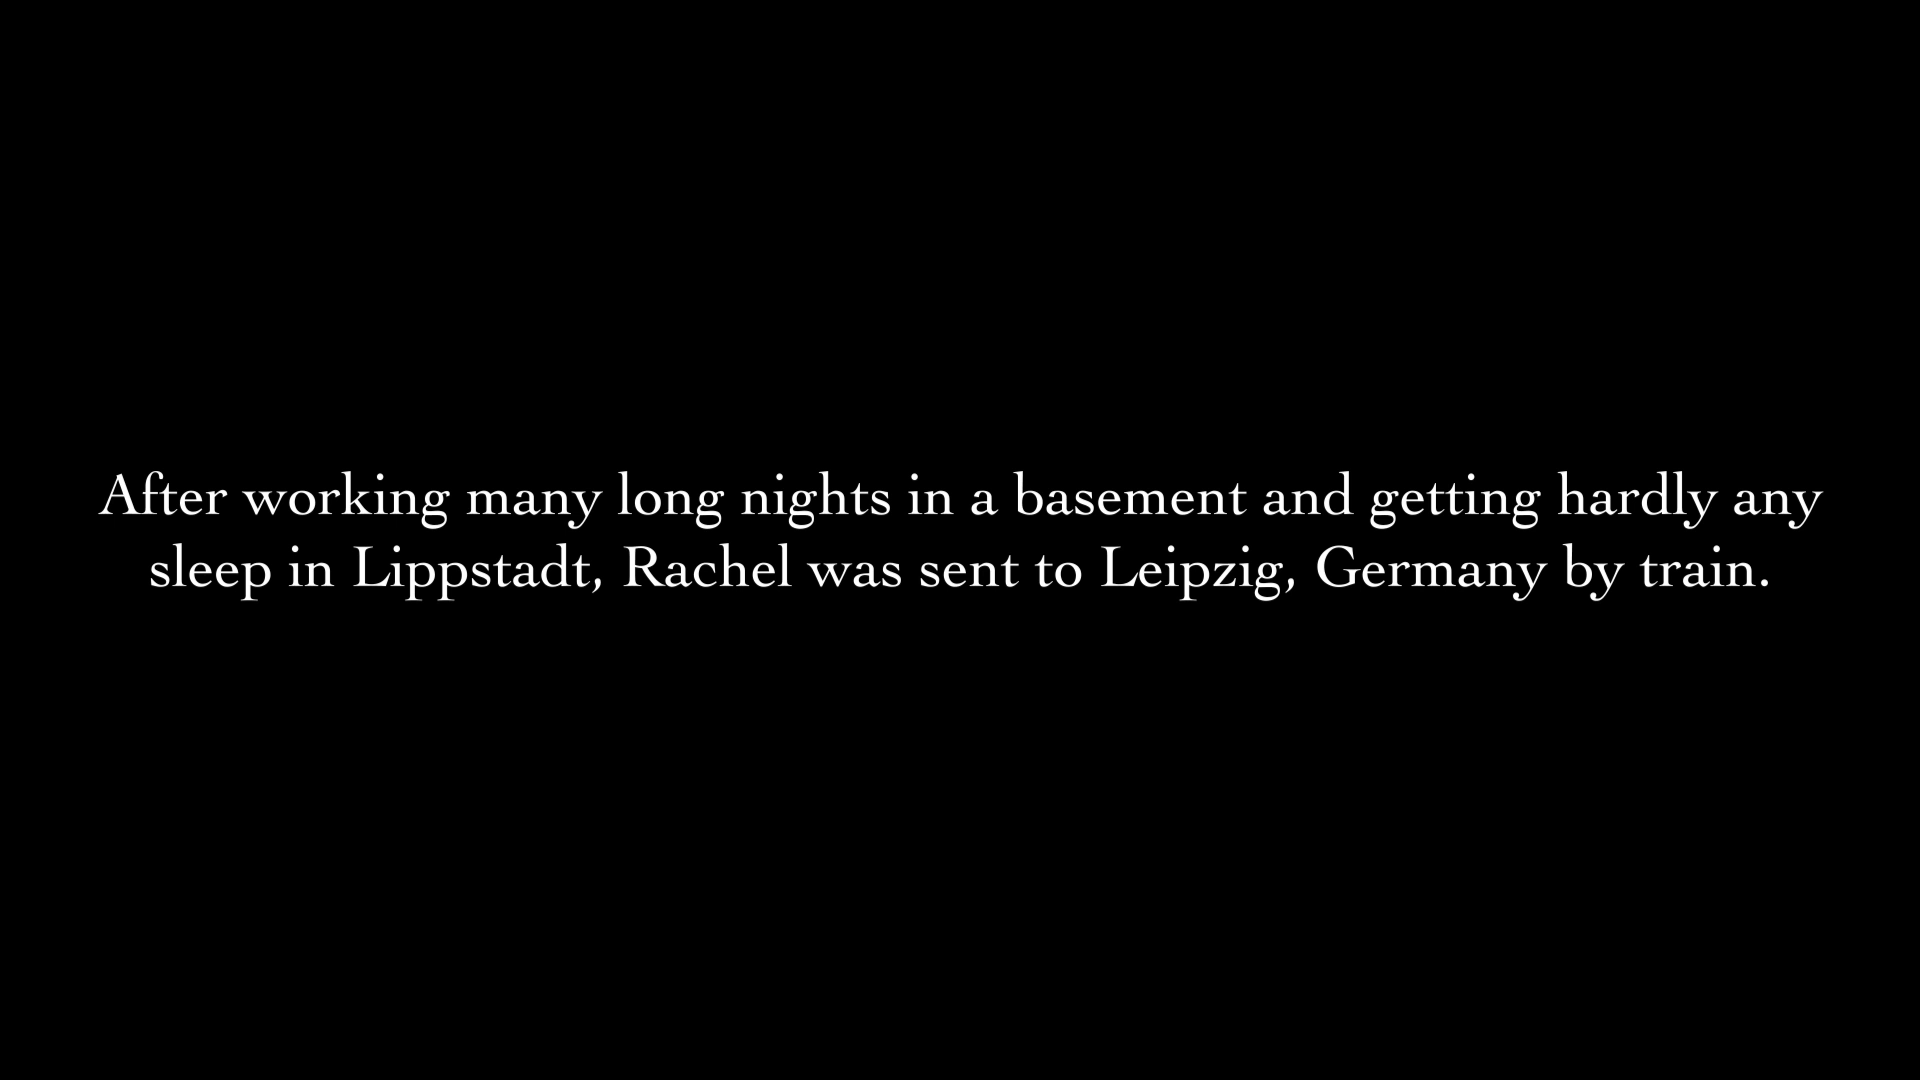 After working many long nights in a basement and getting hardly any
sleep in Lippstadt, Rachel was sent to Leipzig, Germany by train.